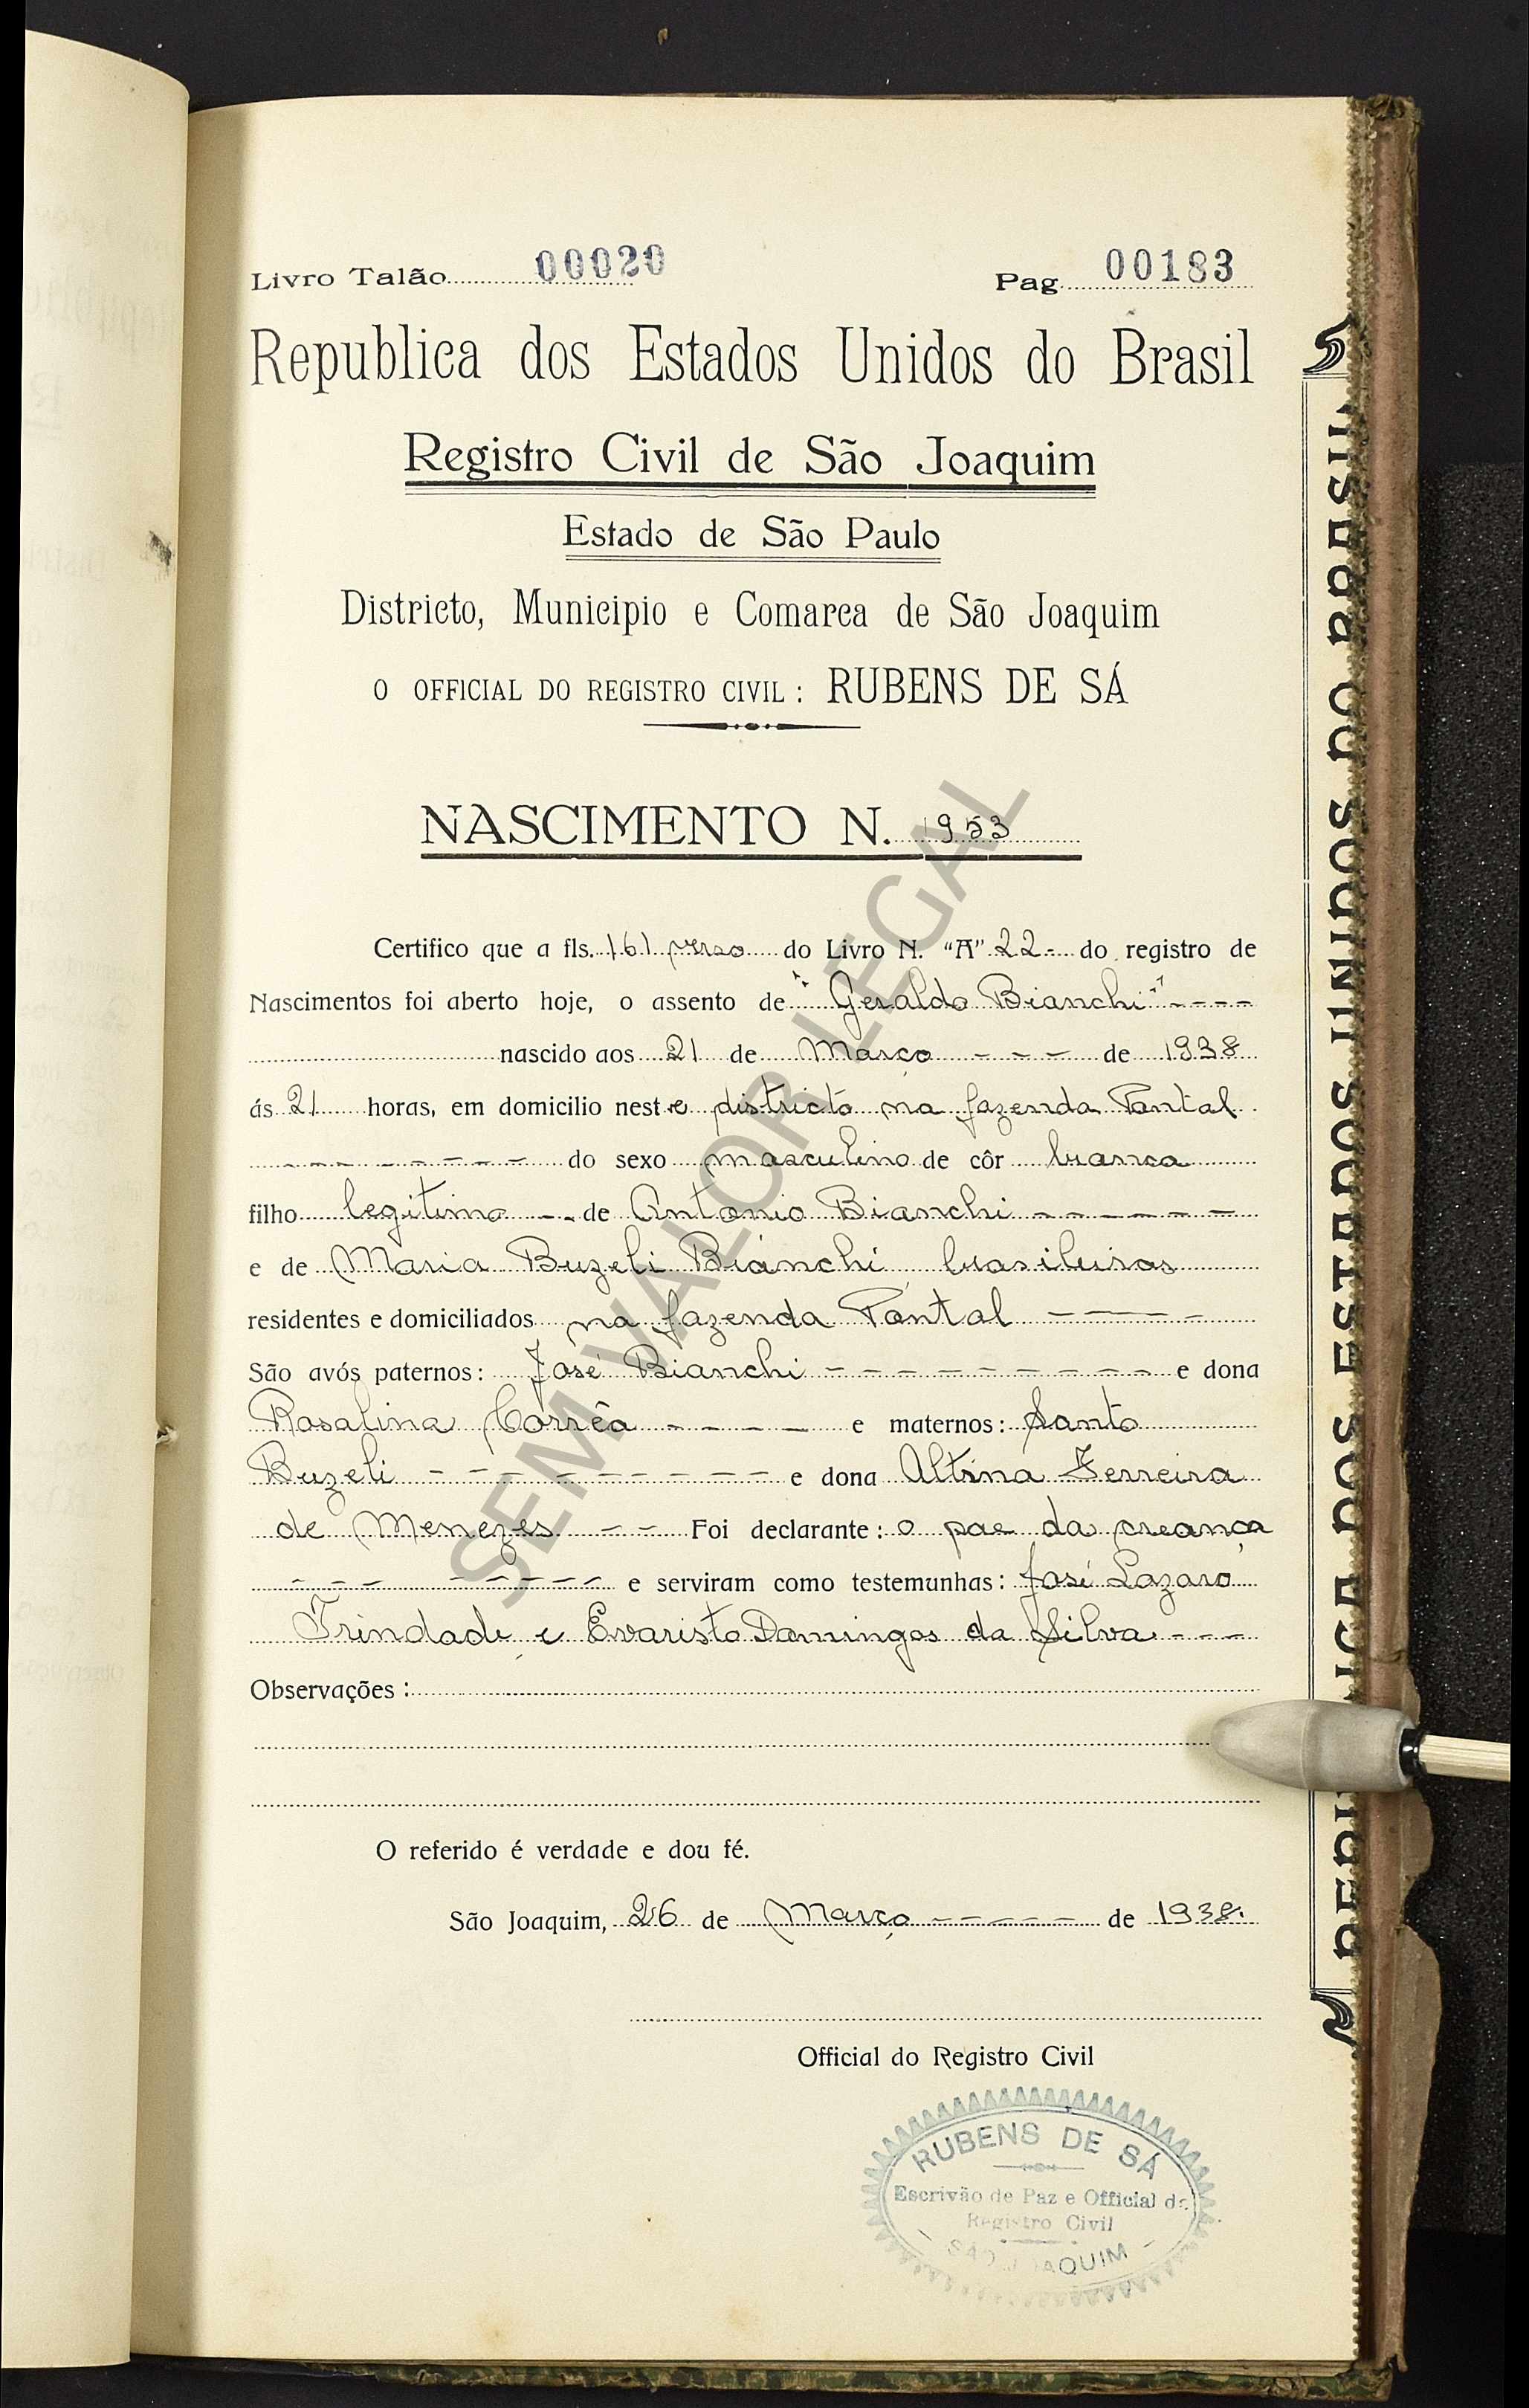 Livro Talão 00020 Pag. 00183
Republica dos Estados Unidos do Brasil
Registro Civil de São Joaquim
Estado de São Paulo
Districto, Municipio e Comarca de São Joaquim
O OFFICIAL DO REGISTRO CIVIL: RUBENS DE SÁ
NASCIMENTO N. 1953
Certifico que a fls. 161 verso do Livro N. "A" 22- do registro de
Nascimentos foi aberto hoje, o assento de "Geraldo Bianchi" ----
nascido aos 21 de Março --- de 1938
ás 21 horas, em domicilio neste districto na fazenda Pantal
--------- do sexo masculino de côr branca
filho legitimo -- de Antonio Bianchi ------
e de Maria Buzeli Bianchi, brasileiros
residentes e domiciliados na fazenda Pantal ----
São avós paternos: José Bianchi --------- e dona
Rosalina Corrêa ----- e maternos: Santo
Buzeli --------- e dona Altina Ferreira
de Menezes --- Foi declarante: o pae da creança
--- ----- e serviram como testemunhas: José Lazaro
Trindade e Evaristo Domingos da Silva ---
Observações:
O referido é verdade e dou fé.
São Joaquim, 26 de Março ------ de 1938.
Official do Registro Civil
RUBENS DE SÁ
Escrivão de Paz e Official do
Registro Civil
SÃO JOAQUIM
SEM VALOR LEGAL
REPUBLICA DOS ESTADOS UNIDOS DO BRASIL